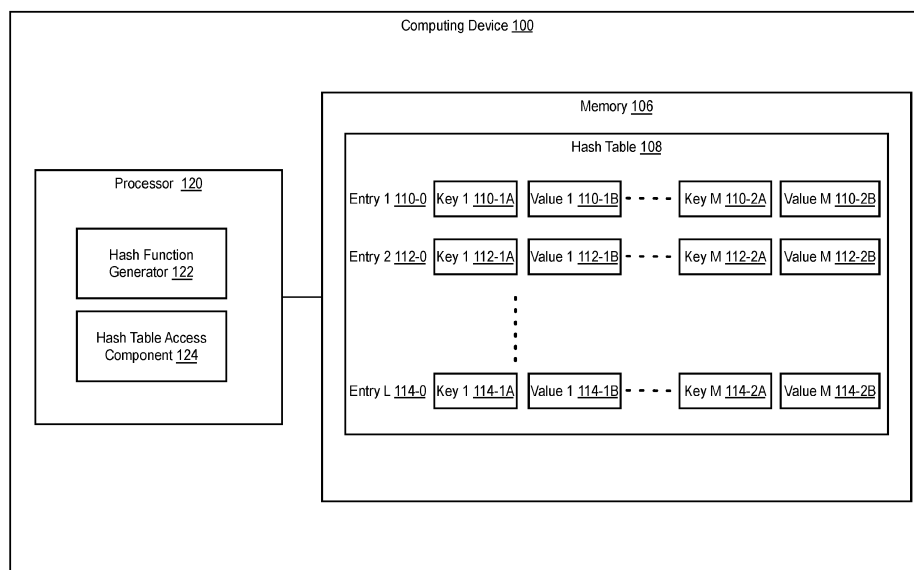 Computing Device 100
Memory 106
Hash Table 108
Processor 120
Hash Function
Generator 122
Hash Table Access
Component 124
Entry 1 110-0 Key 1 110-1A Value 1 110-1B Key M 110-2A Value M 110-2B
Entry 2 112-0 Key 1 112-1A Value 1 112-1B Key M 112-2A Value M 112-2B
Entry L 114-0 Key 1 114-1A Value 1 114-1B Key M 114-2A Value M 114-2B